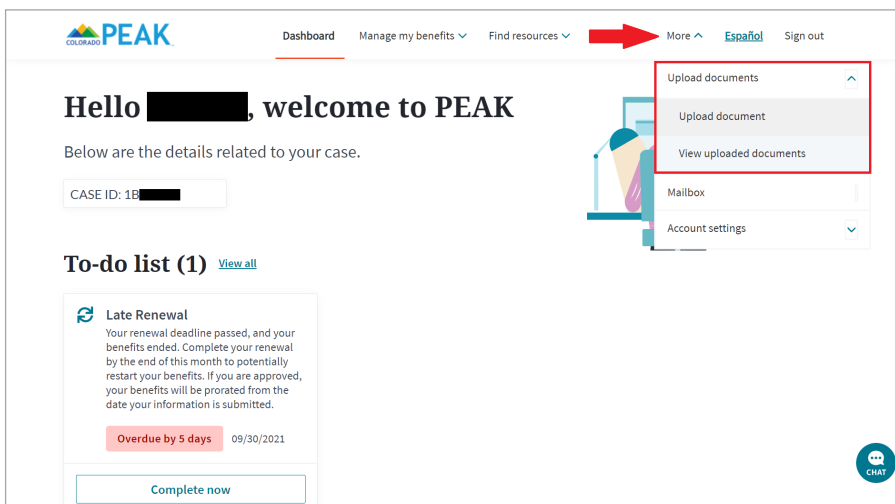 COLORADO PEAK
Dashboard
Manage my benefits
Find resources
More
Español
Sign out
Upload documents
Upload document
View uploaded documents
Mailbox
Account settings
Hello , welcome to PEAK
Below are the details related to your case.
CASE ID: 1B
To-do list (1) View all
Late Renewal
Your renewal deadline passed, and your
benefits ended. Complete your renewal
by the end of this month to potentially
restart your benefits. If you are approved,
your benefits will be prorated from the
date your information is submitted.
Overdue by 5 days 09/30/2021
Complete now
CHAT